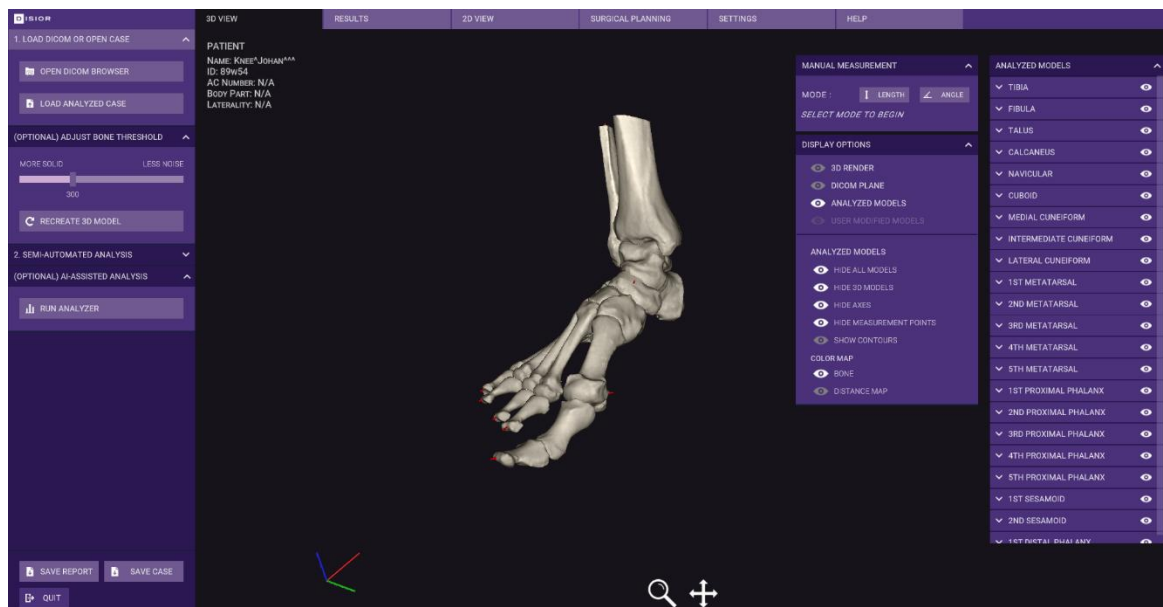 DISIOR
3D VIEW
RESULTS
2D VIEW
SURGICAL PLANNING
SETTINGS
HELP
1. LOAD DICOM OR OPEN CASE
OPEN DICOM BROWSER
LOAD ANALYZED CASE
(OPTIONAL) ADJUST BONE THRESHOLD
MORE SOLID
LESS NOISE
300
RECREATE 3D MODEL
2. SEMI-AUTOMATED ANALYSIS
(OPTIONAL) AI-ASSISTED ANALYSIS
RUN ANALYZER
SAVE REPORT
SAVE CASE
QUIT
PATIENT
NAME: KNEE^JOHAN^^^
ID: 89W54
AC NUMBER: N/A
BODY PART: N/A
LATERALITY: N/A
MANUAL MEASUREMENT
MODE :
LENGTH
ANGLE
SELECT MODE TO BEGIN
DISPLAY OPTIONS
3D RENDER
DICOM PLANE
ANALYZED MODELS
USER MODIFIED MODELS
ANALYZED MODELS
HIDE ALL MODELS
HIDE 3D MODELS
HIDE AXES
HIDE MEASUREMENT POINTS
SHOW CONTOURS
COLOR MAP
BONE
DISTANCE MAP
ANALYZED MODELS
TIBIA
FIBULA
TALUS
CALCANEUS
NAVICULAR
CUBOID
MEDIAL CUNEIFORM
INTERMEDIATE CUNEIFORM
LATERAL CUNEIFORM
1ST METATARSAL
2ND METATARSAL
3RD METATARSAL
4TH METATARSAL
5TH METATARSAL
1ST PROXIMAL PHALANX
2ND PROXIMAL PHALANX
3RD PROXIMAL PHALANX
4TH PROXIMAL PHALANX
5TH PROXIMAL PHALANX
1ST SESAMOID
2ND SESAMOID
1ST DISTAL PHALANX